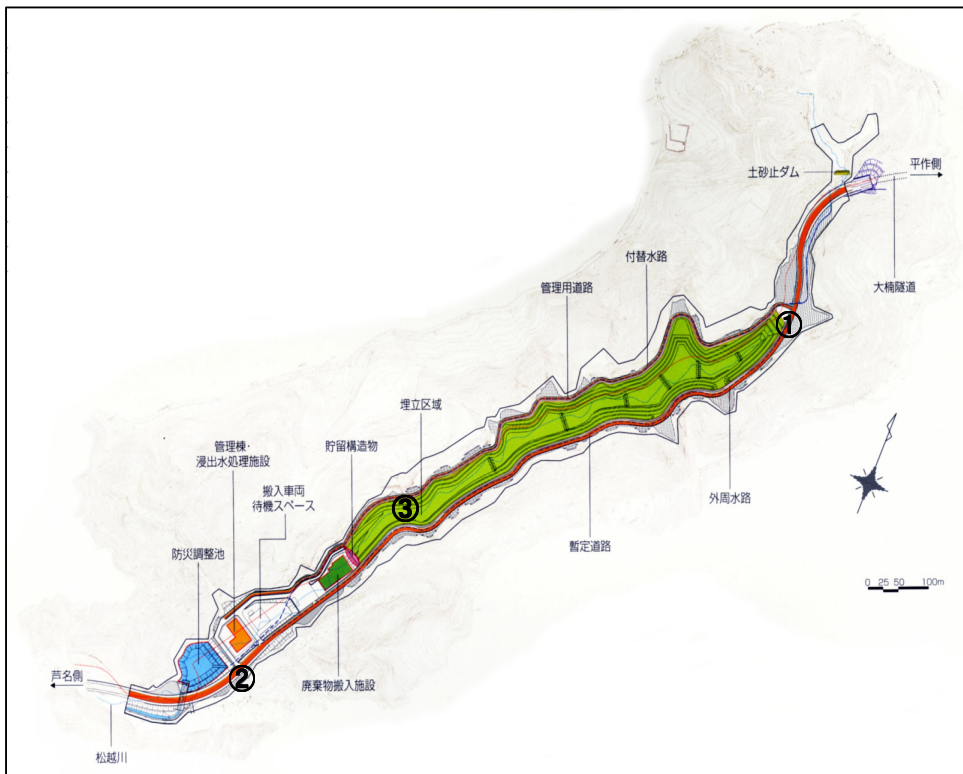 土砂止ダム
平作側
付替水路
大楠隧道
管理用道路
①
埋立区域
管理棟・
浸出水処理施設
貯留構造物
搬入車両
待機スペース
③
外周水路
暫定道路
防災調整池
0 25 50 100m
芦名側
②
廃棄物搬入施設
松越川